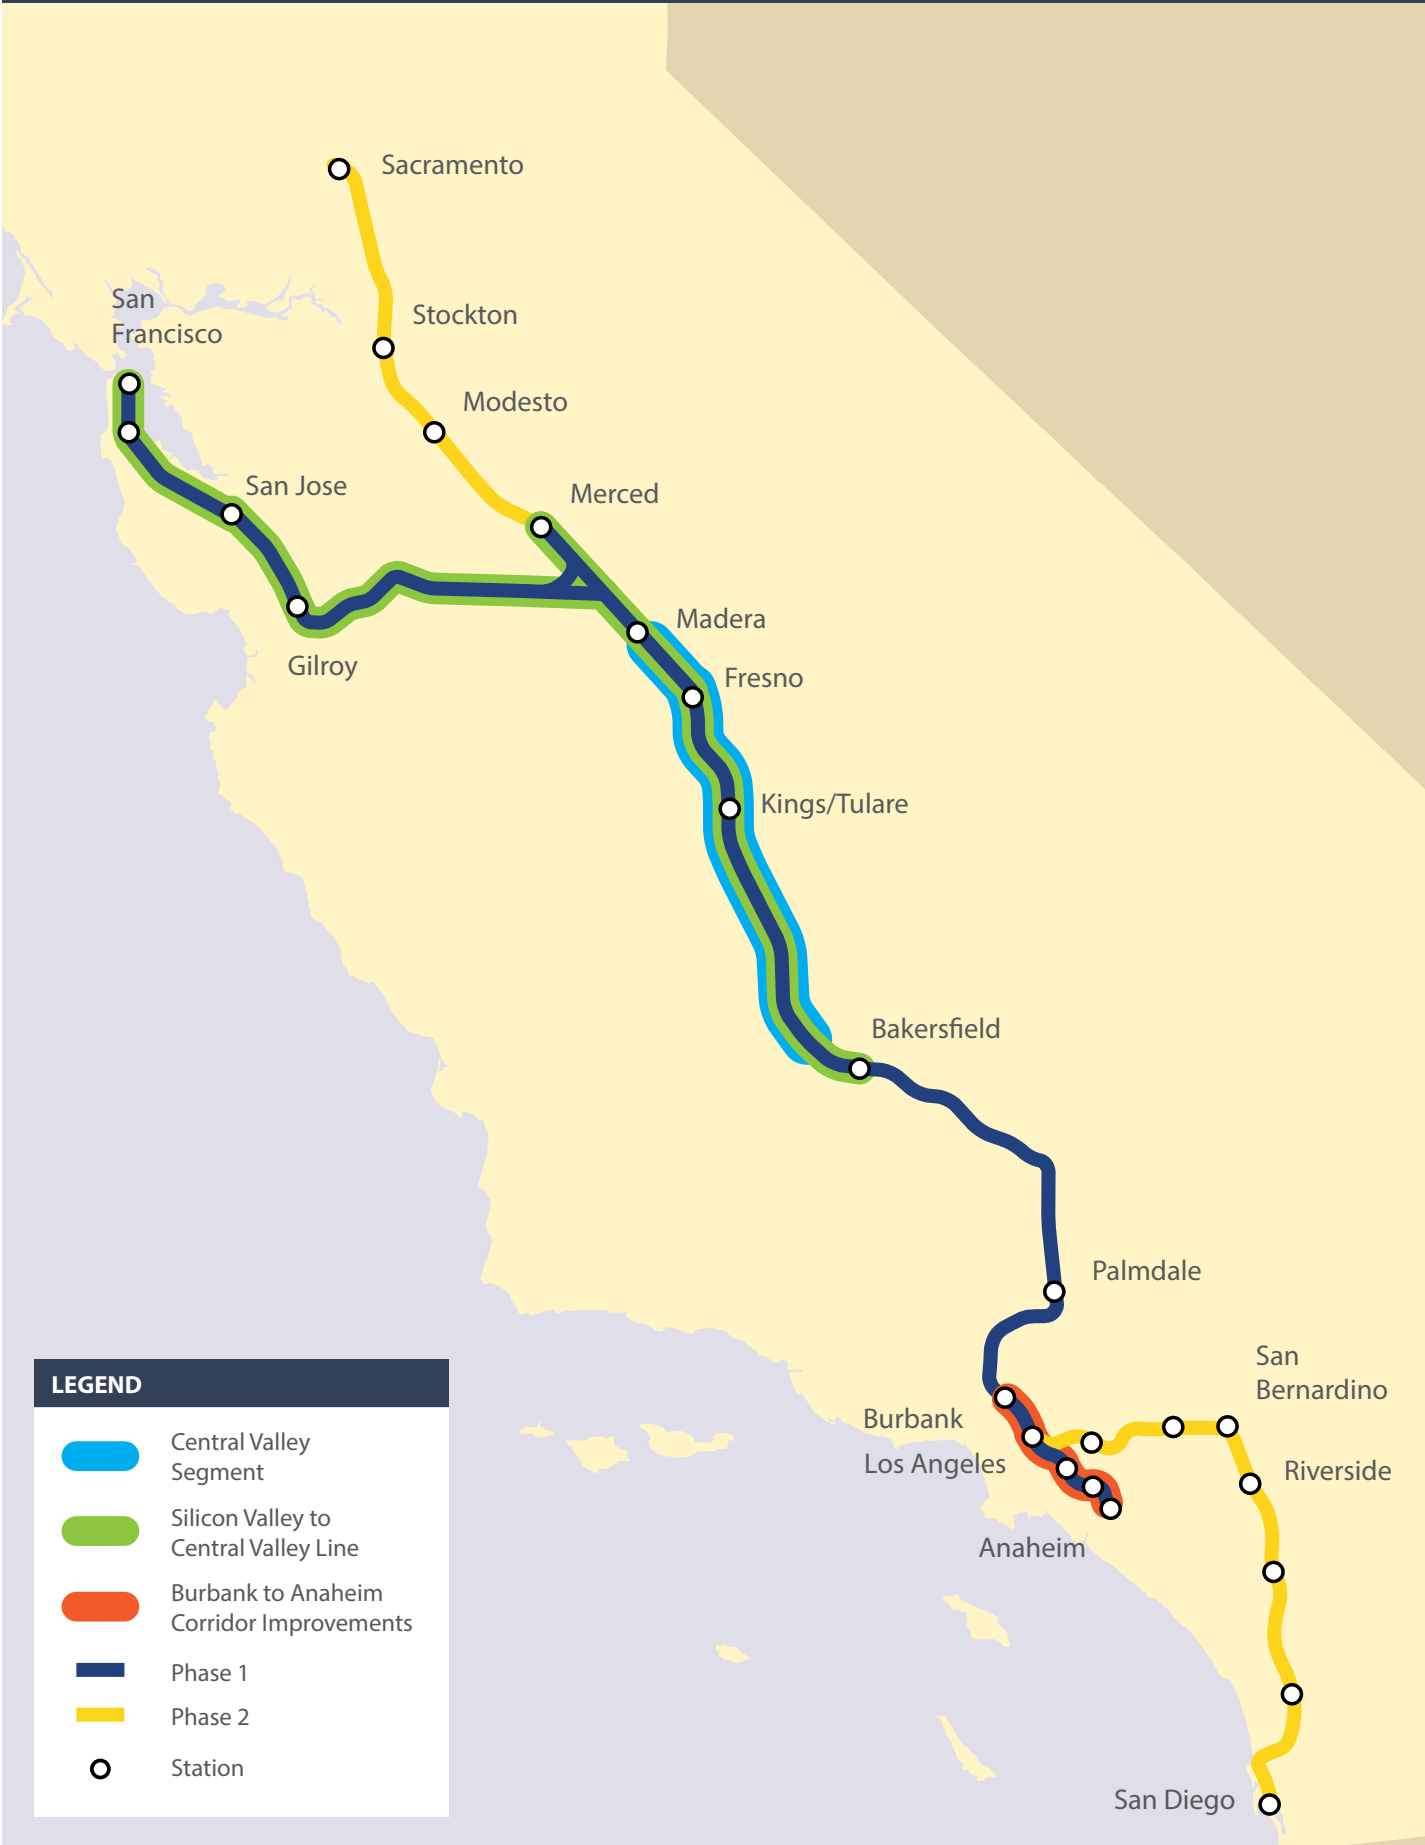 Sacramento
San
Francisco
Stockton
Modesto
San Jose
Merced
Madera
Gilroy
Fresno
Kings/Tulare
Bakersfield
Palmdale
San
Bernardino
Burbank
Los Angeles
Riverside
Anaheim
San Diego
LEGEND
Central Valley
Segment
Silicon Valley to
Central Valley Line
Burbank to Anaheim
Corridor Improvements
Phase 1
Phase 2
Station